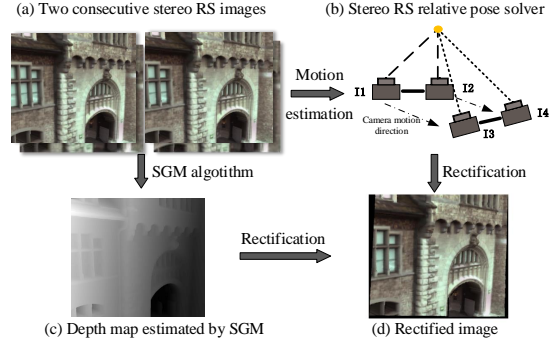 (a) Two consecutive stereo RS images
(b) Stereo RS relative pose solver
Motion
estimation
I1
I2
I3
I4
Camera motion
direction
SGM algotithm
Rectification
Rectification
(c) Depth map estimated by SGM
(d) Rectified image